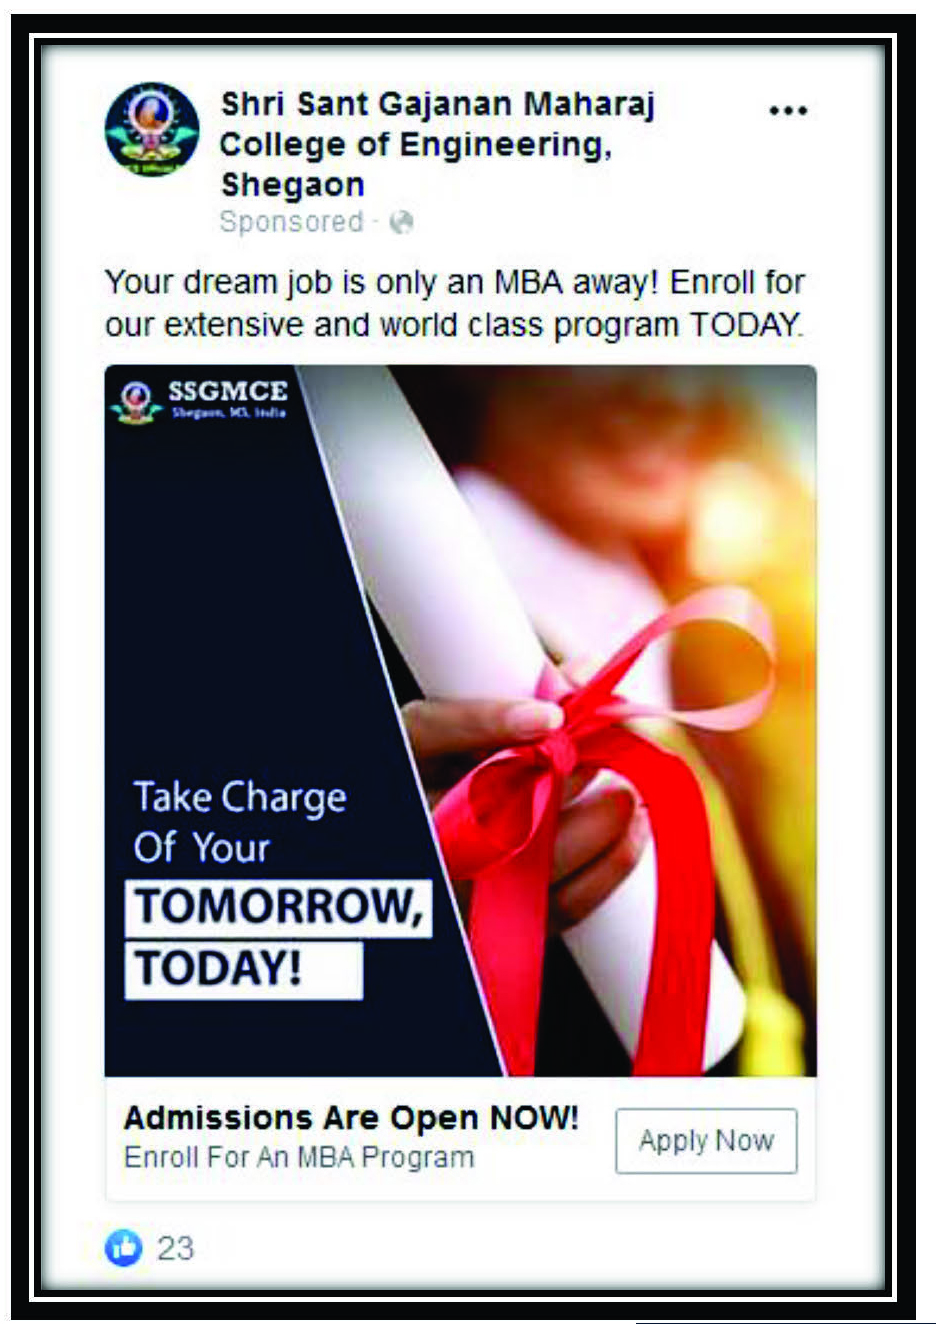 Shri Sant Gajanan Maharaj
College of Engineering,
Shegaon
Sponsored ·
Your dream job is only an MBA away! Enroll for
our extensive and world class program TODAY.
SSGMCE
Shegaon, MS, India
Take Charge
Of Your
TOMORROW,
TODAY!
Admissions Are Open NOW!
Enroll For An MBA Program
Apply Now
23